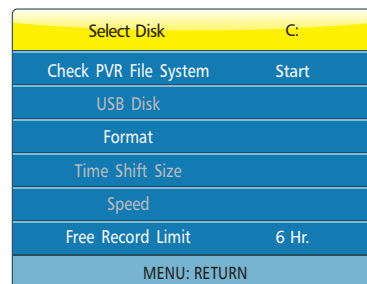 Select Disk C:
Check PVR File System Start
USB Disk
Format
Time Shift Size
Speed
Free Record Limit 6 Hr.
MENU: RETURN